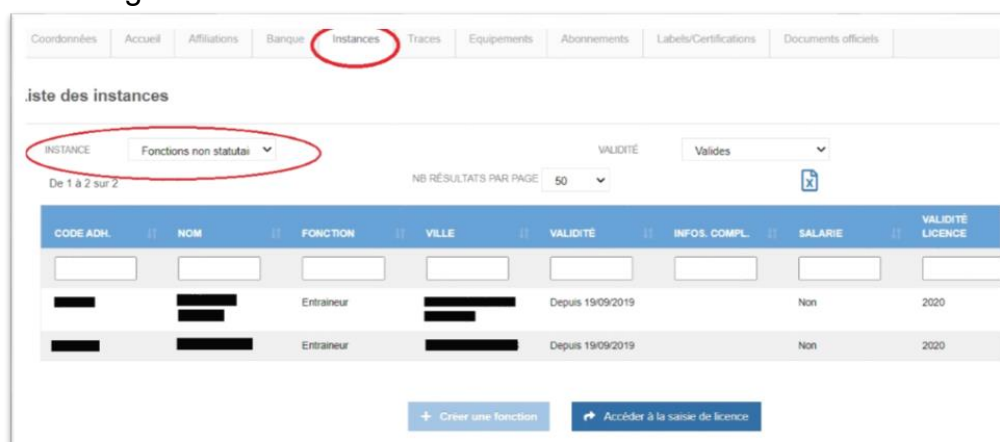 Coordonnées Accueil Affiliations Banque Instances Traces Equipements Abonnements Labels/Certifications Documents officiels
iste des instances
INSTANCE Fonctions non statutai VALIDITÉ Valides
De 1 à 2 sur 2 NB RÉSULTATS PAR PAGE 50
CODE ADH. NOM FONCTION VILLE VALIDITÉ INFOS. COMPL. SALARIE VALIDITÉ LICENCE
Entraineur Depuis 19/09/2019 Non 2020
Entraineur Depuis 19/09/2019 Non 2020
+ Créer une fonction Accéder à la saisie de licence